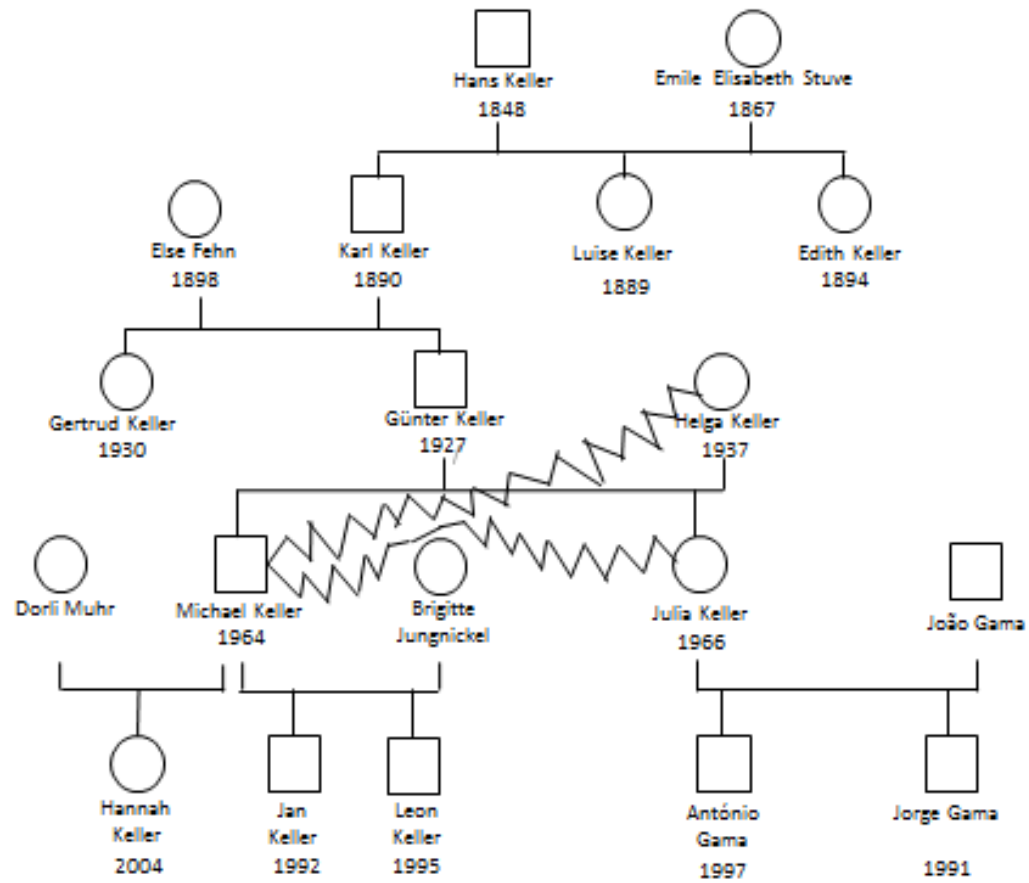 Hans Keller
1848
Emile Elisabeth Stuve
1867
Else Fehn
1898
Karl Keller
1890
Luise Keller
1889
Edith Keller
1894
Gertrud Keller
1930
Günter Keller
1927
Helga Keller
1937
Dorli Muhr
Michael Keller
1964
Brigitte
Jungnickel
Julia Keller
1966
João Gama
Hannah
Keller
2004
Jan
Keller
1992
Leon
Keller
1995
António
Gama
1997
Jorge Gama
1991